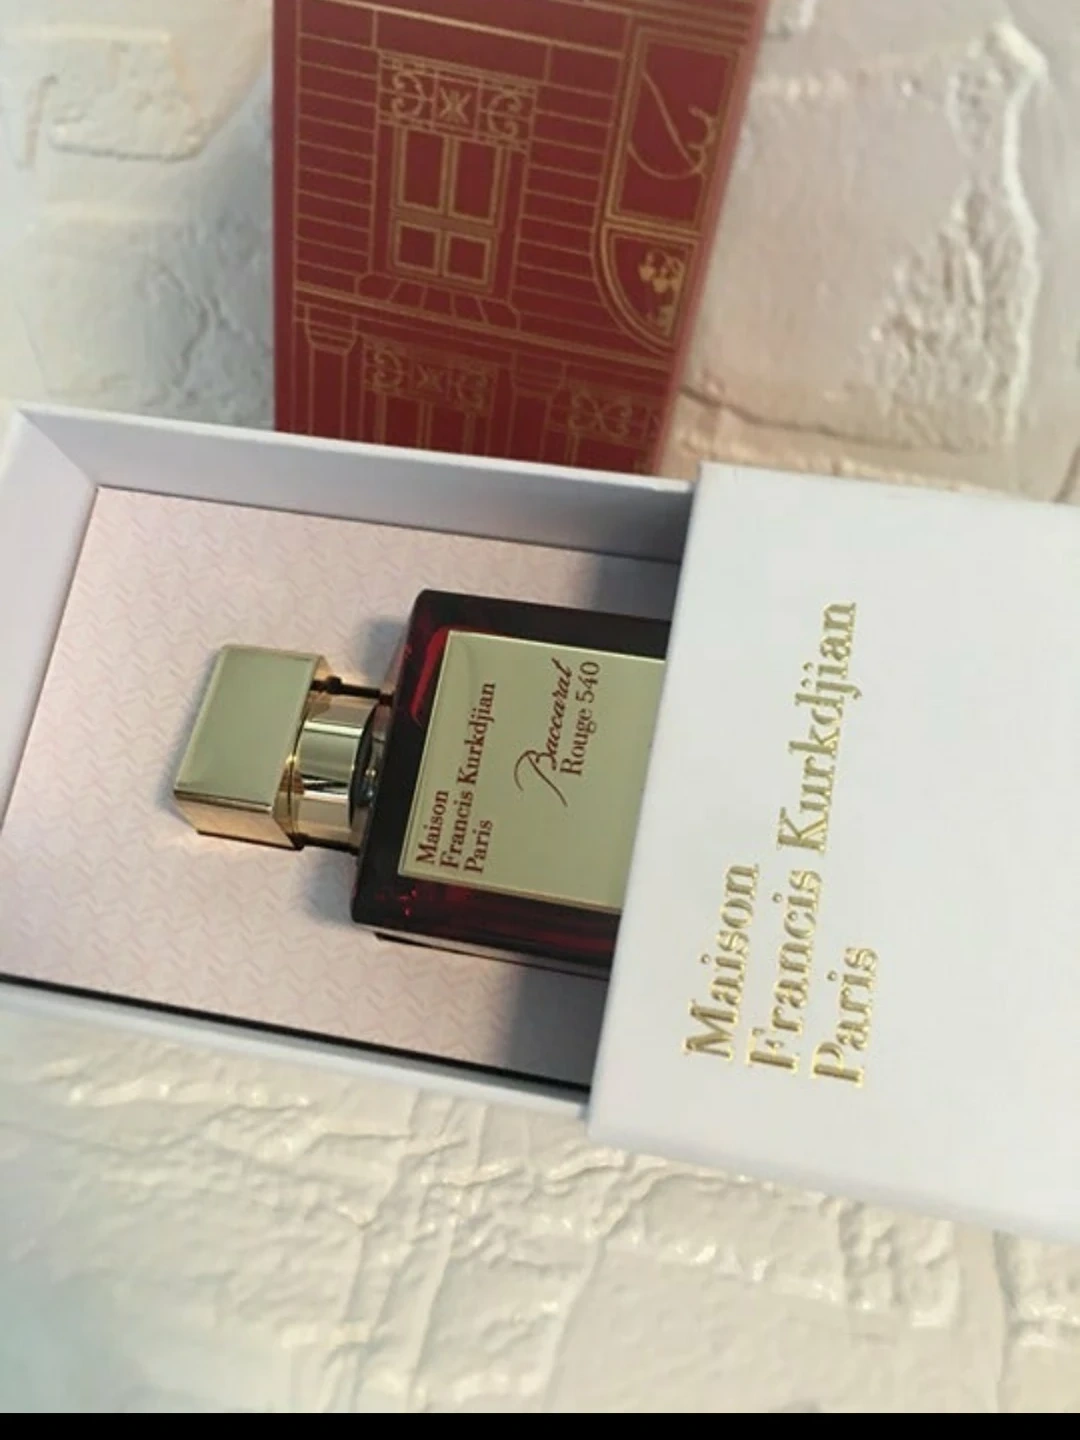 Maison
Francis Kurkdjian
Paris
Baccarat
Rouge 540
Maison
Francis Kurkdjian
Paris